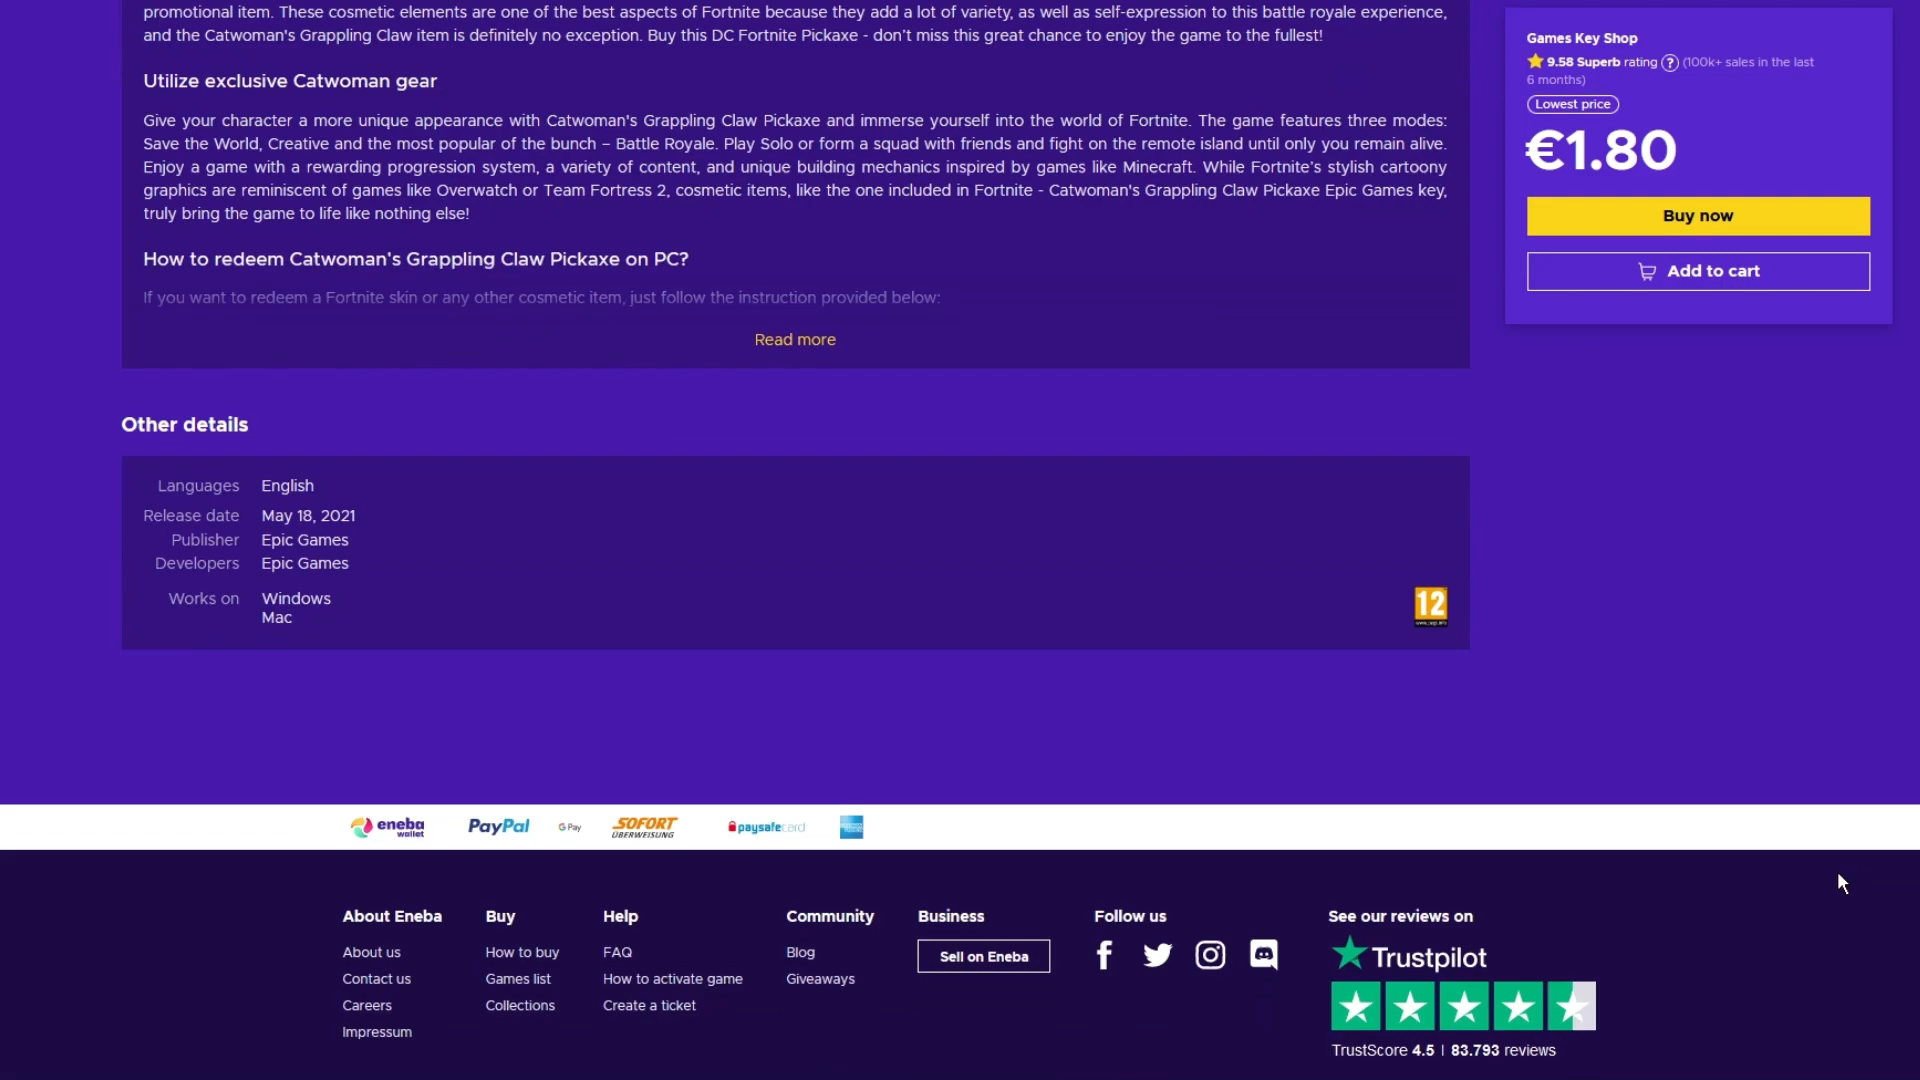 promotional item. These cosmetic elements are one of the best aspects of Fortnite because they add a lot of variety, as well as self-expression to this battle royale experience,
and the Catwoman's Grappling Claw item is definitely no exception. Buy this DC Fortnite Pickaxe - don't miss this great chance to enjoy the game to the fullest!
Utilize exclusive Catwoman gear
Give your character a more unique appearance with Catwoman's Grappling Claw Pickaxe and immerse yourself into the world of Fortnite. The game features three modes:
Save the World, Creative and the most popular of the bunch – Battle Royale. Play Solo or form a squad with friends and fight on the remote island until only you remain alive.
Enjoy a game with a rewarding progression system, a variety of content, and unique building mechanics inspired by games like Minecraft. While Fortnite's stylish cartoony
graphics are reminiscent of games like Overwatch or Team Fortress 2, cosmetic items, like the one included in Fortnite - Catwoman's Grappling Claw Pickaxe Epic Games key,
truly bring the game to life like nothing else!
How to redeem Catwoman's Grappling Claw Pickaxe on PC?
If you want to redeem a Fortnite skin or any other cosmetic item, just follow the instruction provided below:
Read more
Games Key Shop
9.58 Superb rating ? (100k+ sales in the last
6 months)
Lowest price
€1.80
Buy now
Add to cart
Other details
Languages English
Release date May 18, 2021
Publisher Epic Games
Developers Epic Games
Works on Windows
Mac
12
eneba wallet PayPal G Pay SOFORT ÜBERWEISUNG paysafecard
About Eneba
About us
Contact us
Careers
Impressum
Buy
How to buy
Games list
Collections
Help
FAQ
How to activate game
Create a ticket
Community
Blog
Giveaways
Business
Sell on Eneba
Follow us
See our reviews on
Trustpilot
TrustScore 4.5 | 83.793 reviews